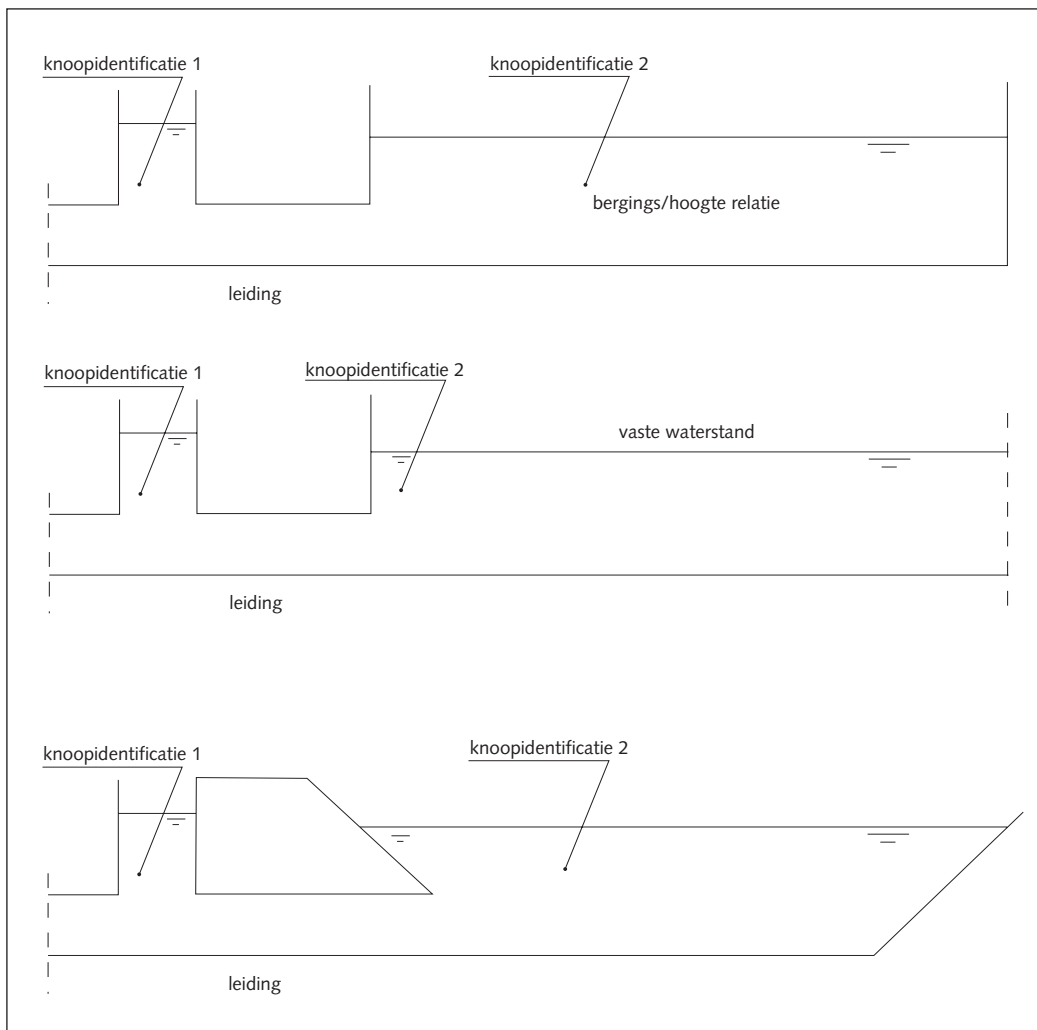 knoopidentificatie 1
knoopidentificatie 2
bergings/hoogte relatie
leiding
knoopidentificatie 1
knoopidentificatie 2
vaste waterstand
leiding
knoopidentificatie 1
knoopidentificatie 2
leiding